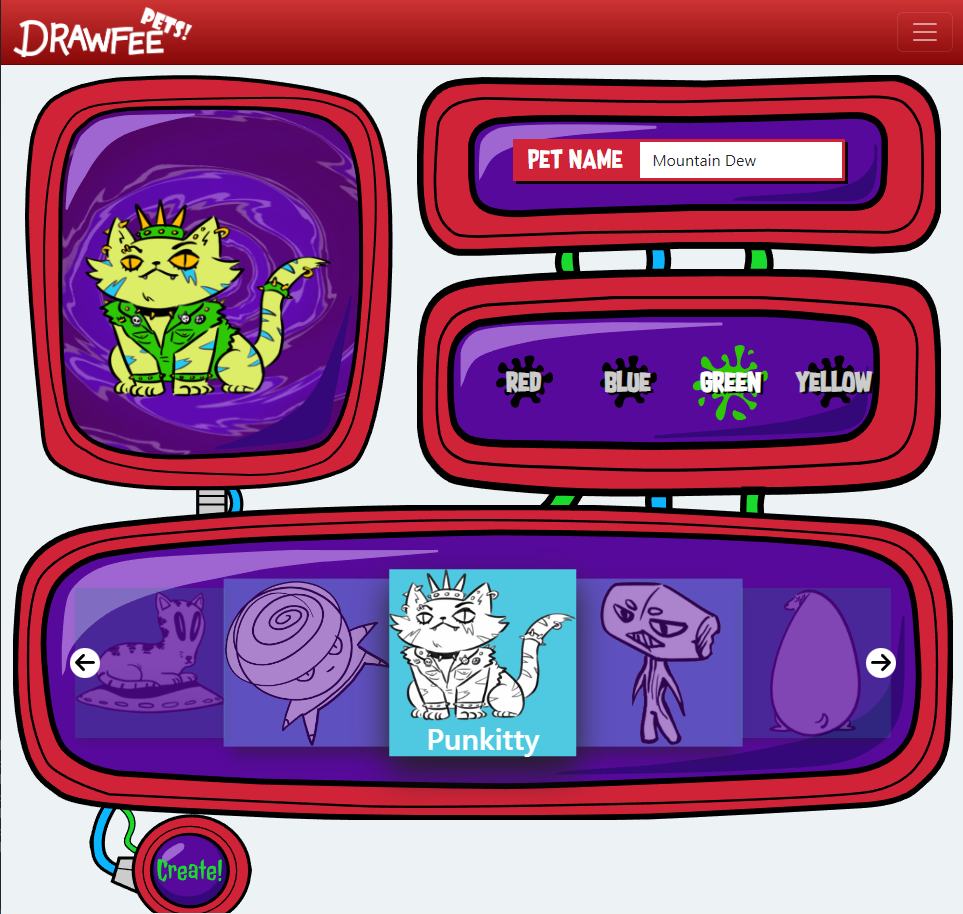 DRAWFEE PETS!
PET NAME Mountain Dew
RED BLUE GREEN YELLOW
Punkitty
Create!